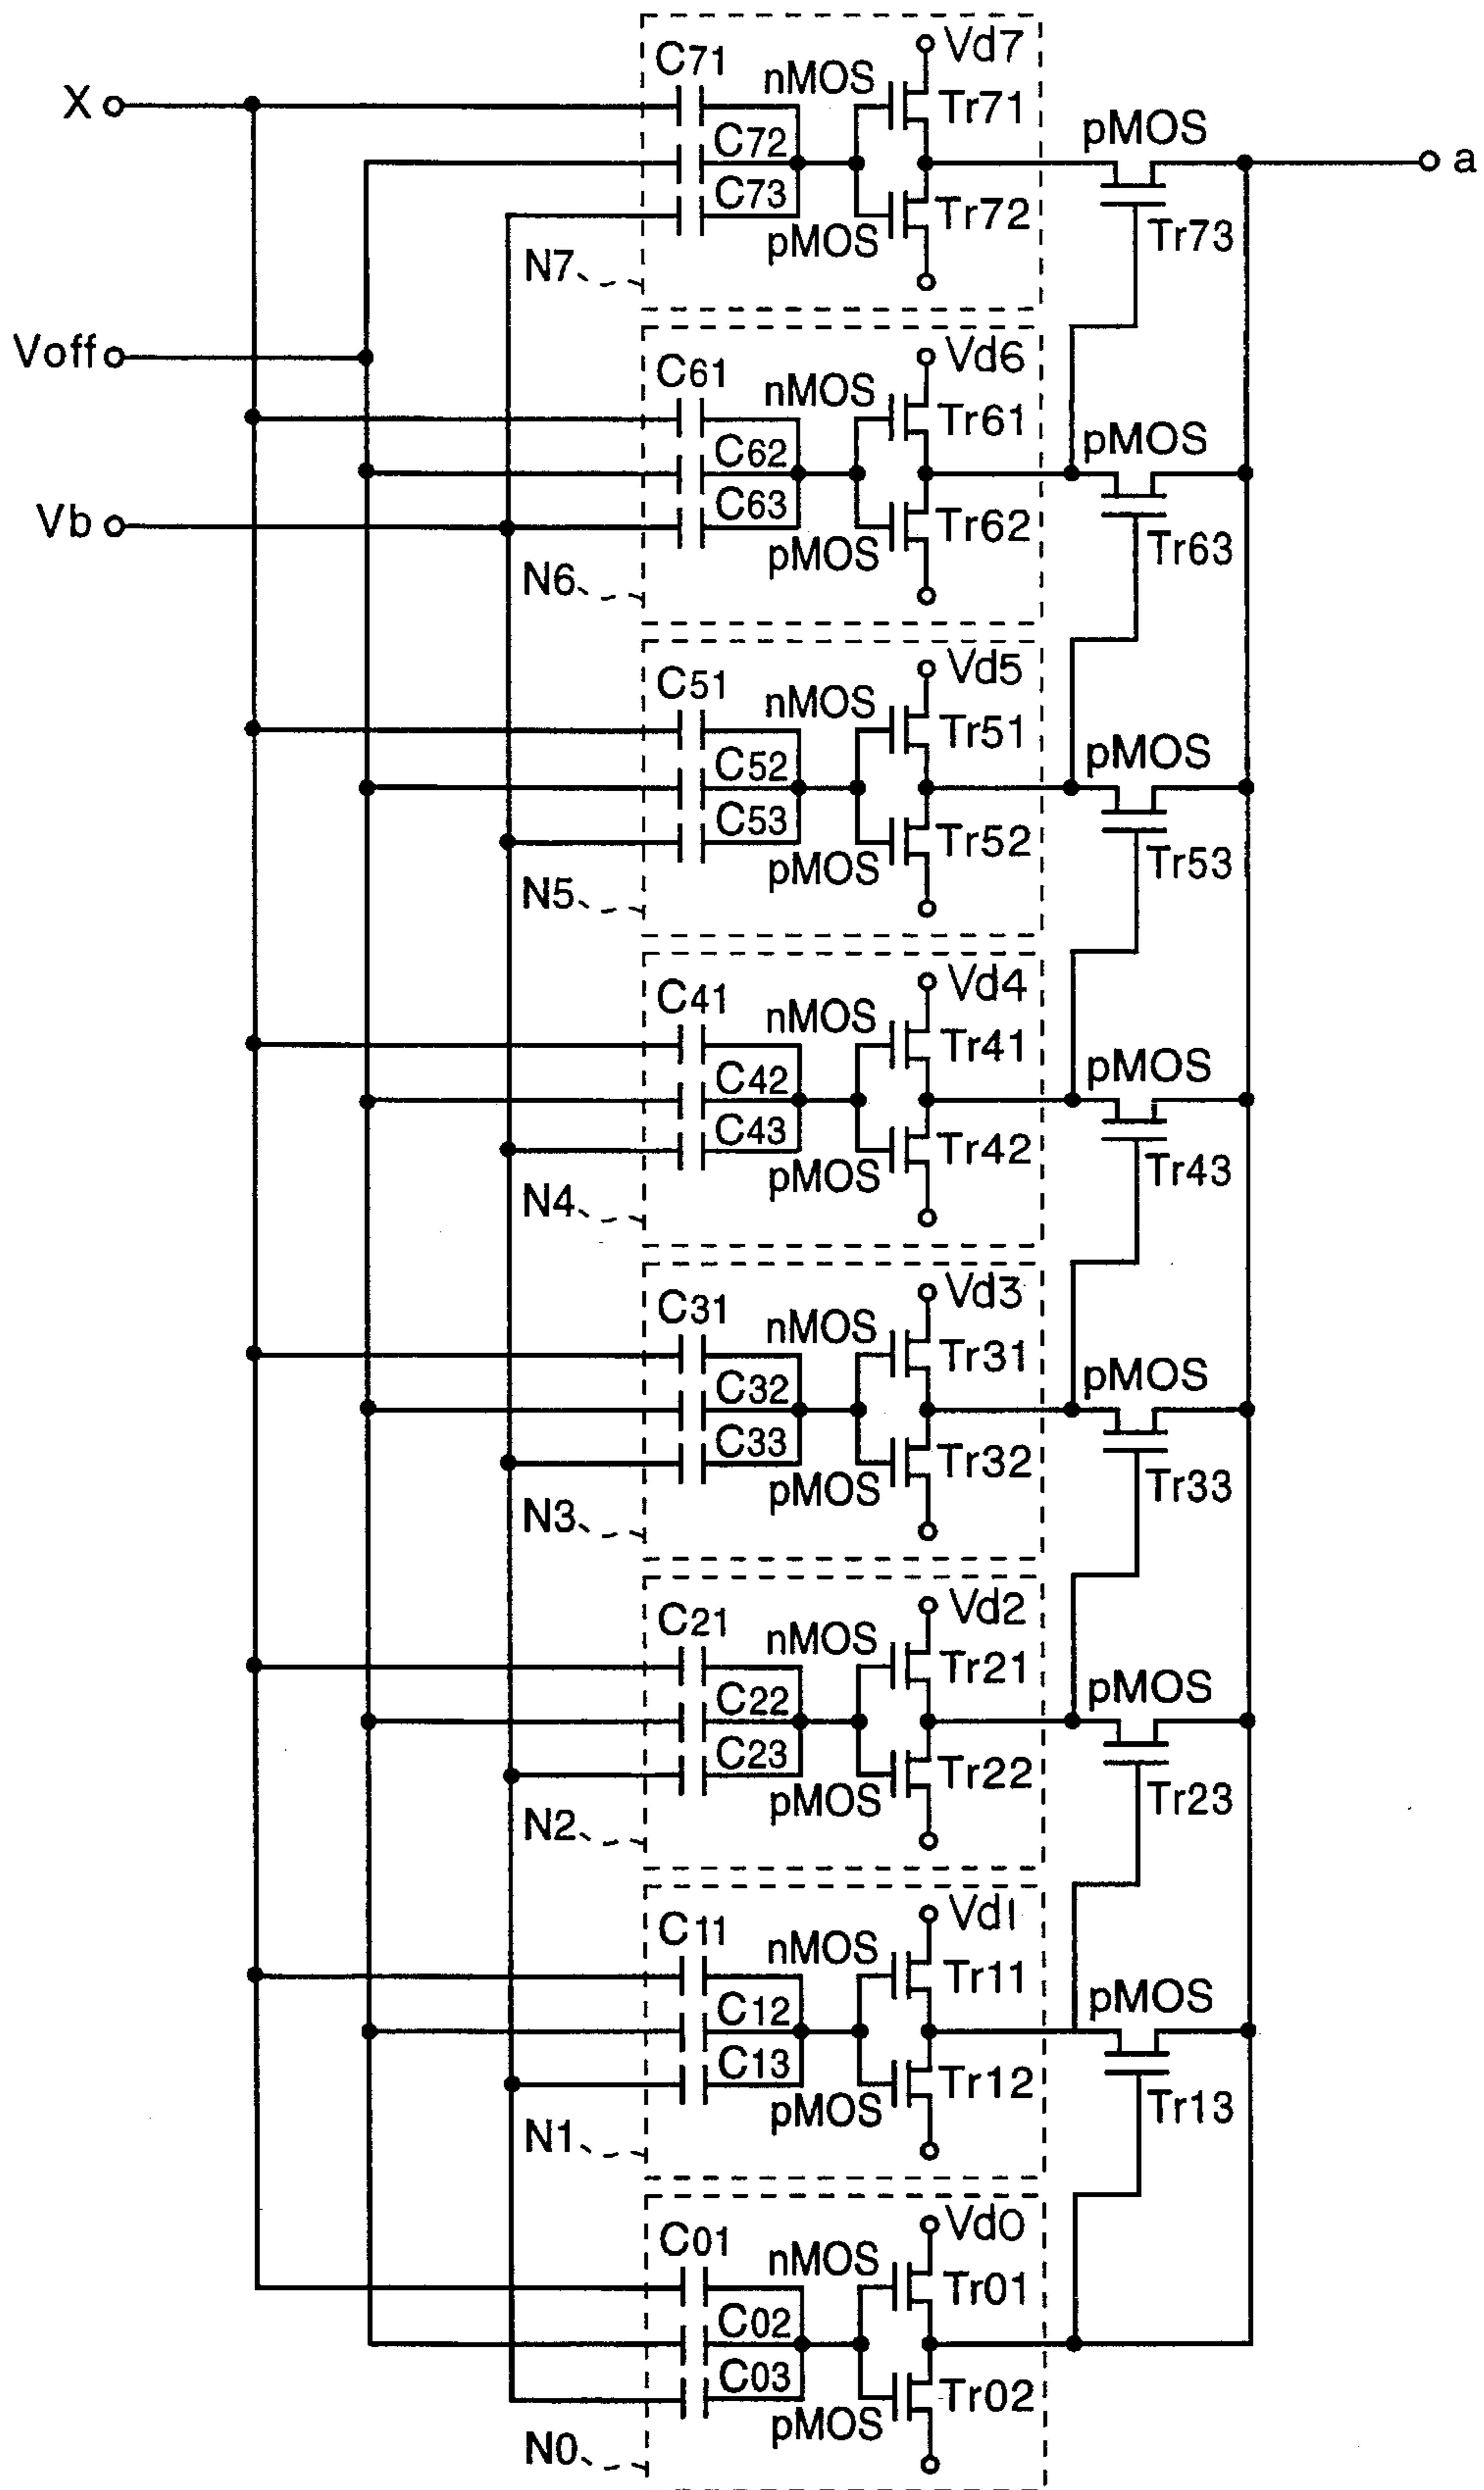 C71
nMOS
Vd7
X
Tr71
pMOS
C72
a
C73
Tr72
pMOS
Tr73
N7
Voff
C61
nMOS
Vd6
Tr61
pMOS
C62
C63
Vb
Tr62
pMOS
Tr63
N6
C51
nMOS
Vd5
Tr51
pMOS
C52
C53
Tr52
pMOS
Tr53
N5
C41
nMOS
Vd4
Tr41
pMOS
C42
C43
Tr42
pMOS
Tr43
N4
C31
nMOS
Vd3
Tr31
pMOS
C32
C33
Tr32
pMOS
Tr33
N3
C21
nMOS
Vd2
Tr21
pMOS
C22
C23
Tr22
pMOS
Tr23
N2
C11
nMOS
Vd1
Tr11
pMOS
C12
C13
Tr12
pMOS
Tr13
N1
C01
nMOS
Vd0
Tr01
C02
C03
Tr02
pMOS
N0